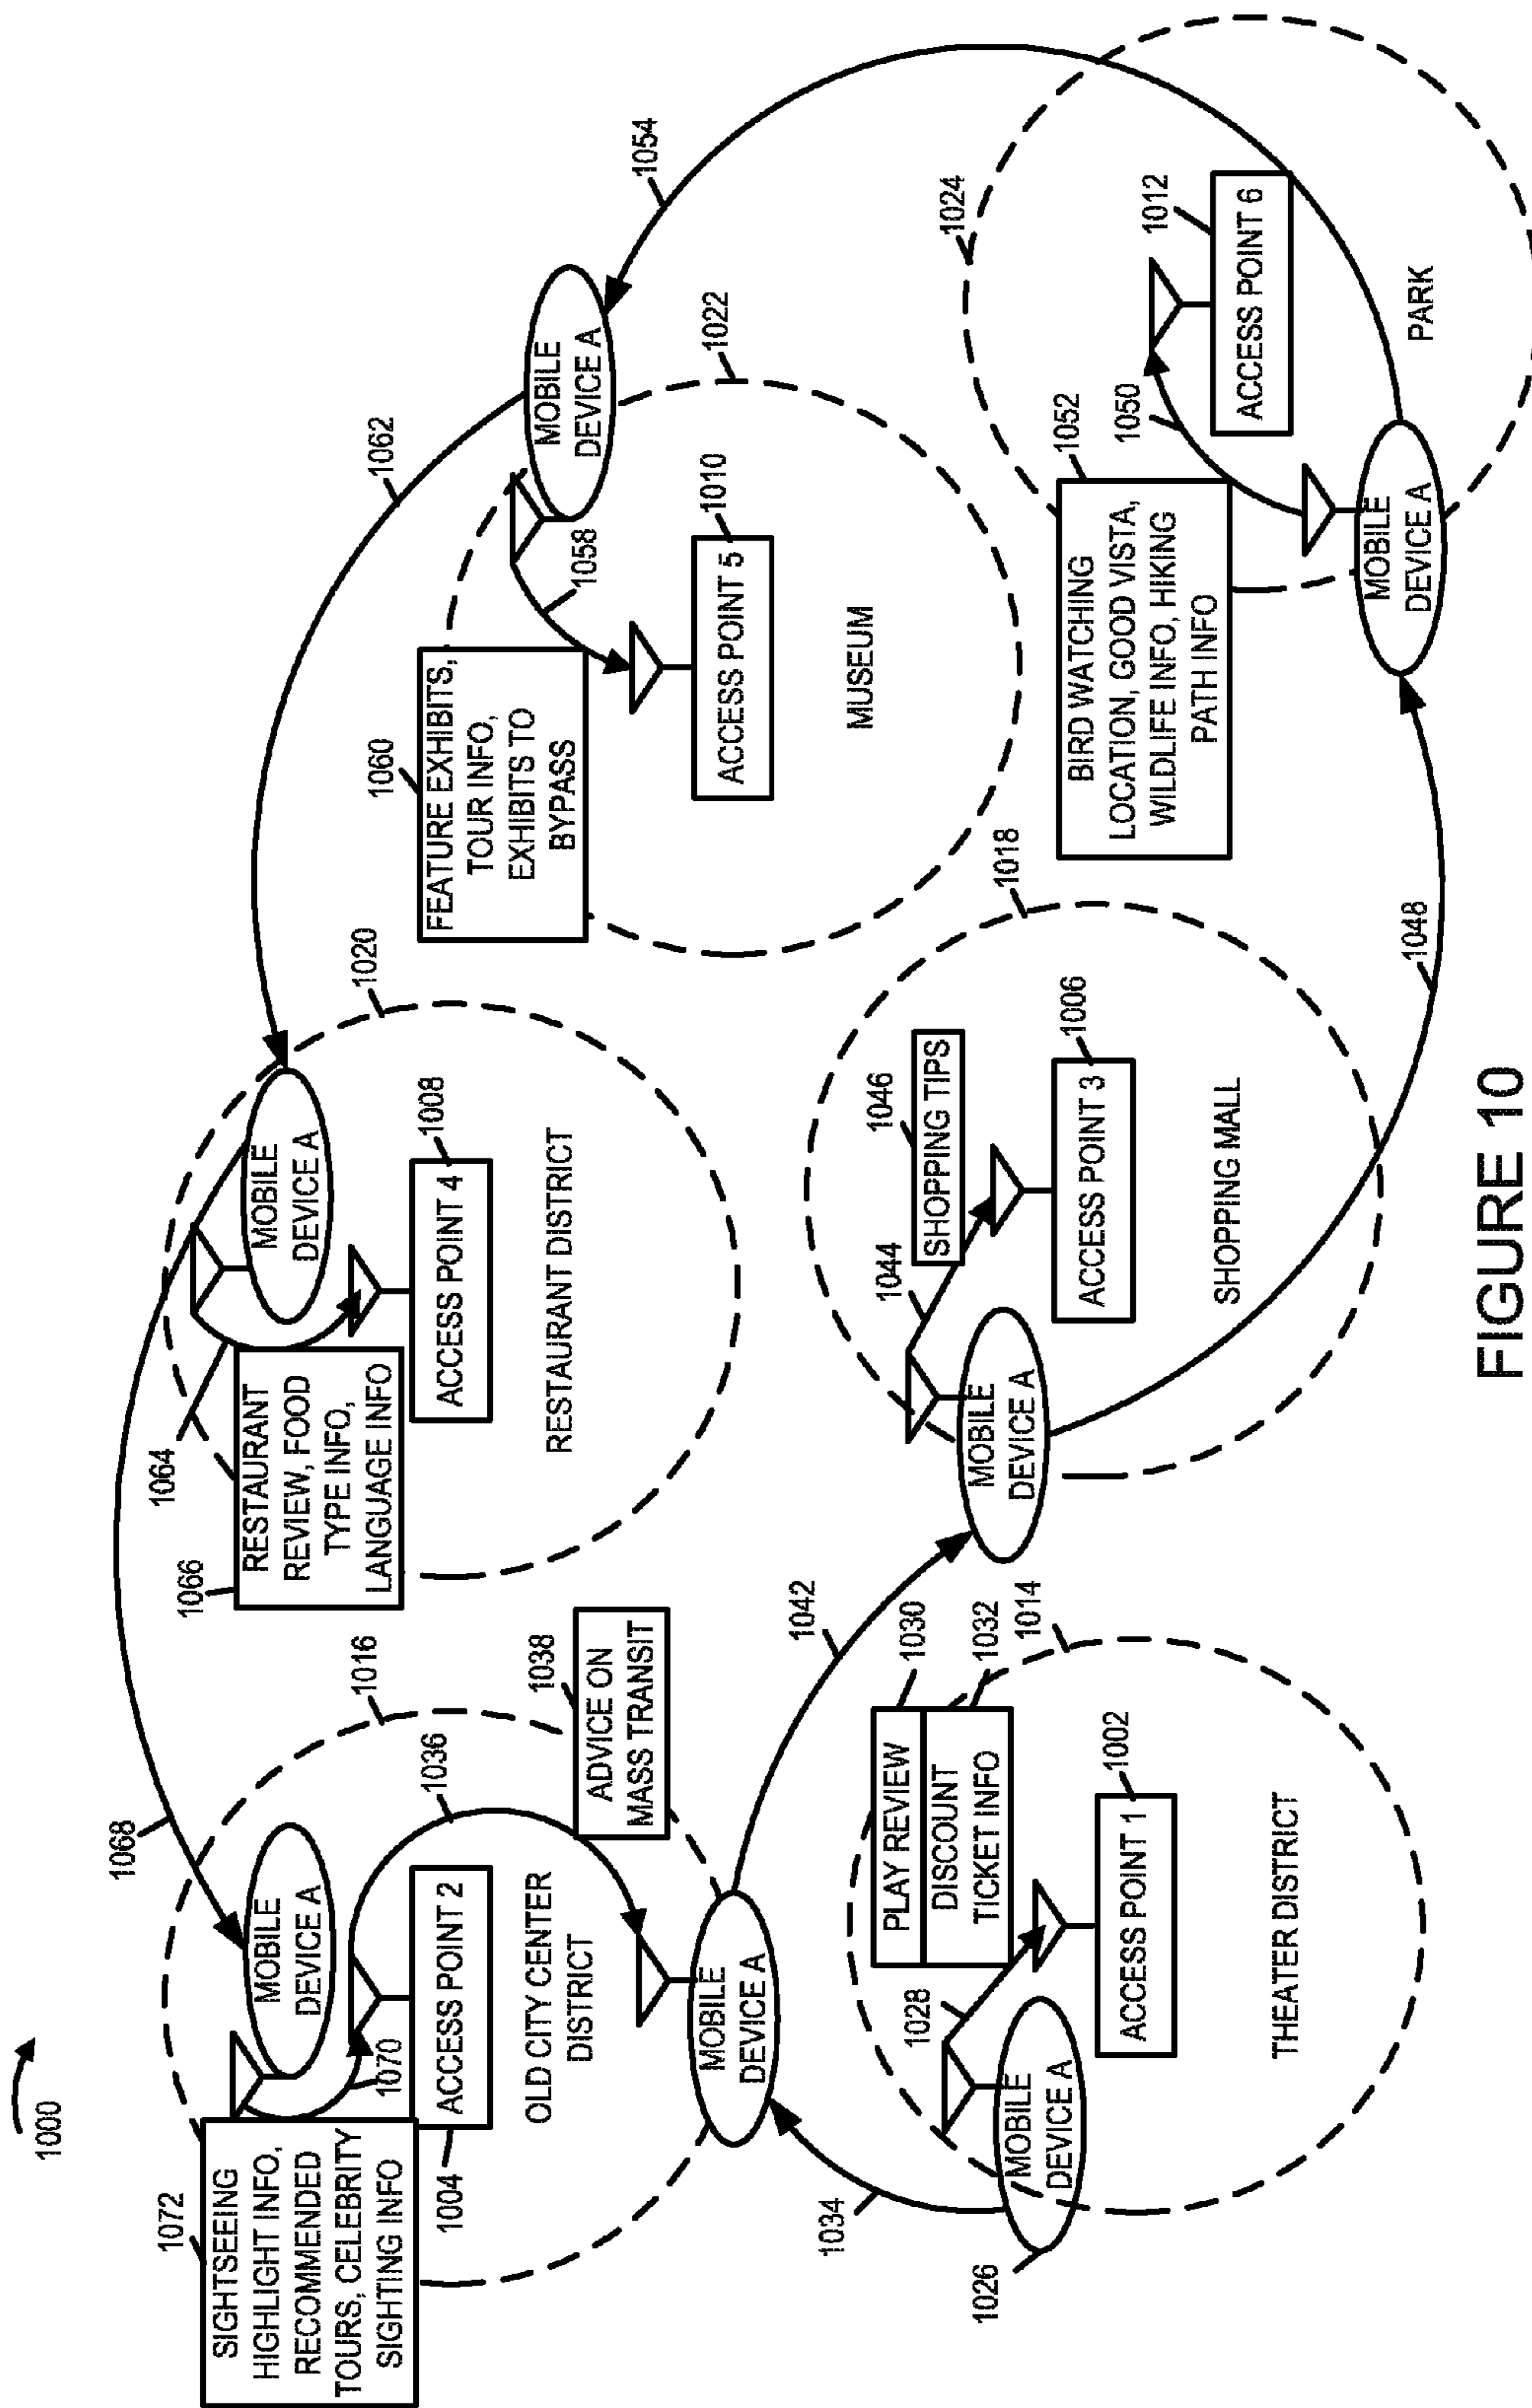 1000
1072
SIGHTSEEING
HIGHLIGHT INFO,
RECOMMENDED
TOURS, CELEBRITY
SIGHTING INFO
1068
MOBILE
DEVICE A
1070
ACCESS POINT 2
1004
OLD CITY CENTER
DISTRICT
1036
1016
1038
ADVICE ON
MASS TRANSIT
MOBILE
DEVICE A
1066
RESTAURANT
REVIEW, FOOD
TYPE INFO,
LANGUAGE INFO
1064
MOBILE
DEVICE A
1020
ACCESS POINT 4
1008
RESTAURANT DISTRICT
1062
1060
FEATURE EXHIBITS,
TOUR INFO,
EXHIBITS TO
BYPASS
1058
MOBILE
DEVICE A
1054
ACCESS POINT 5
1010
1022
MUSEUM
1034
1026
MOBILE
DEVICE A
1028
PLAY REVIEW
1030
DISCOUNT
TICKET INFO
1032
1014
ACCESS POINT 1
1002
THEATER DISTRICT
1042
MOBILE
DEVICE A
1044
SHOPPING TIPS
1046
ACCESS POINT 3
1006
1018
SHOPPING MALL
1048
BIRD WATCHING
LOCATION, GOOD VISTA,
WILDLIFE INFO, HIKING
PATH INFO
1052
1050
1024
ACCESS POINT 6
1012
MOBILE
DEVICE A
PARK
FIGURE 10